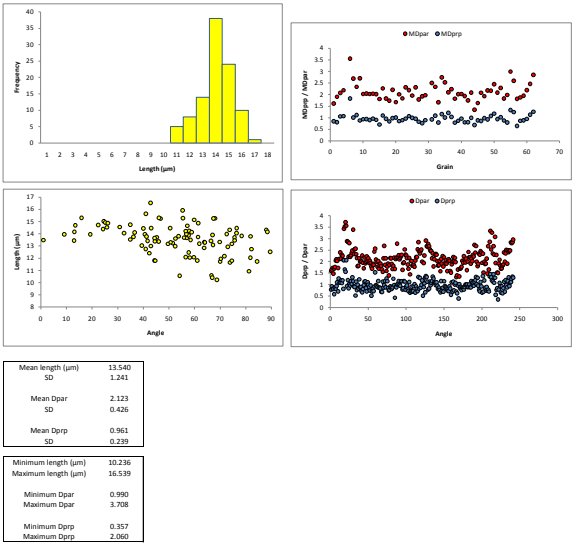 40
35
30
25
20
15
10
5
0
Frequency
1 2 3 4 5 6 7 8 9 10 11 12 13 14 15 16 17 18
Length (µm)
MDpar MDprp
4
3.5
3
2.5
2
1.5
1
0.5
0
MDprp / MDpar
0 10 20 30 40 50 60 70
Grain
17
16
15
14
13
12
11
10
9
8
Length (µm)
0 10 20 30 40 50 60 70 80 90
Angle
Dpar Dprp
4
3.5
3
2.5
2
1.5
1
0.5
0
Dprp / Dpar
0 50 100 150 200 250 300
Angle
Mean length (µm) 13.540
SD 1.241
Mean Dpar 2.123
SD 0.426
Mean Dprp 0.961
SD 0.239
Minimum length (µm) 10.236
Maximum length (µm) 16.539
Minimum Dpar 0.990
Maximum Dpar 3.708
Minimum Dprp 0.357
Maximum Dprp 2.060